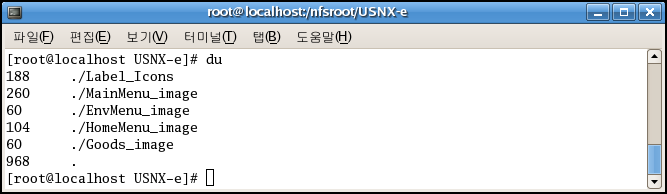 root@localhost:/nfsroot/USNX-e
파일(F) 편집(E) 보기(V) 터미널(T) 탭(B) 도움말(H)
[root@localhost USNX-e]# du
188 ./Label_Icons
260 ./MainMenu_image
60 ./EnvMenu_image
104 ./HomeMenu_image
60 ./Goods_image
968 .
[root@localhost USNX-e]#